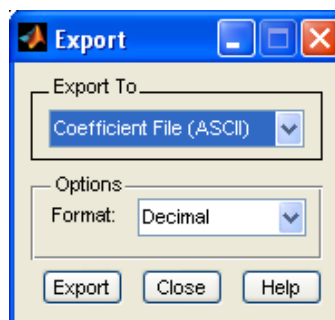 Export
Export To
Coefficient File (ASCII)
Options
Format: Decimal
Export Close Help